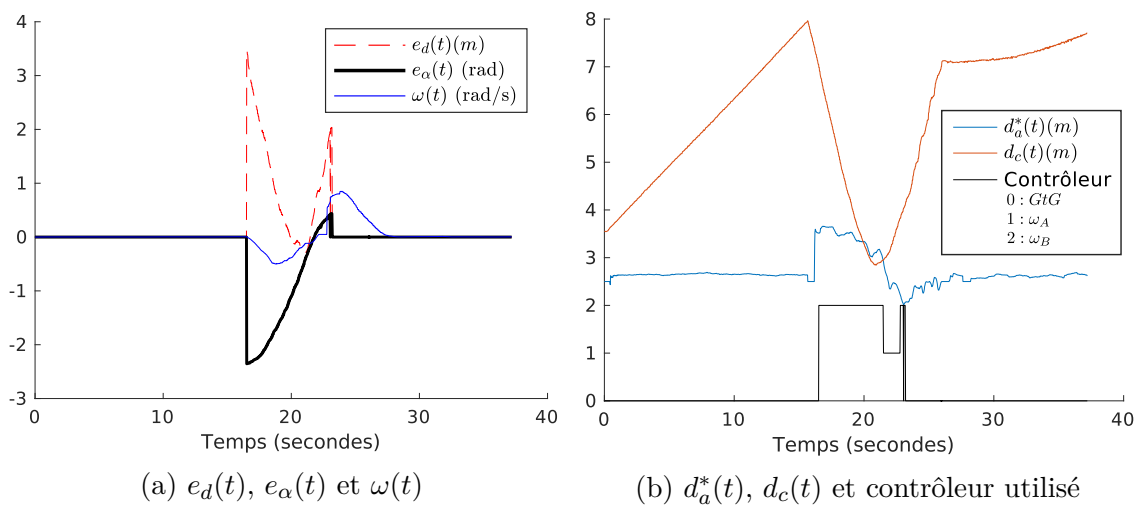 4
3
2
1
0
-1
-2
-3
0
10
20
30
40
Temps (secondes)
e_d(t)(m)
e_α(t) (rad)
ω(t) (rad/s)
(a) e_d(t), e_α(t) et ω(t)
8
7
6
5
4
3
2
1
0
0
10
20
30
40
Temps (secondes)
d_a^*(t)(m)
d_c(t)(m)
Contrôleur
0 : GtG
1 : ω_A
2 : ω_B
(b) d_a^*(t), d_c(t) et contrôleur utilisé